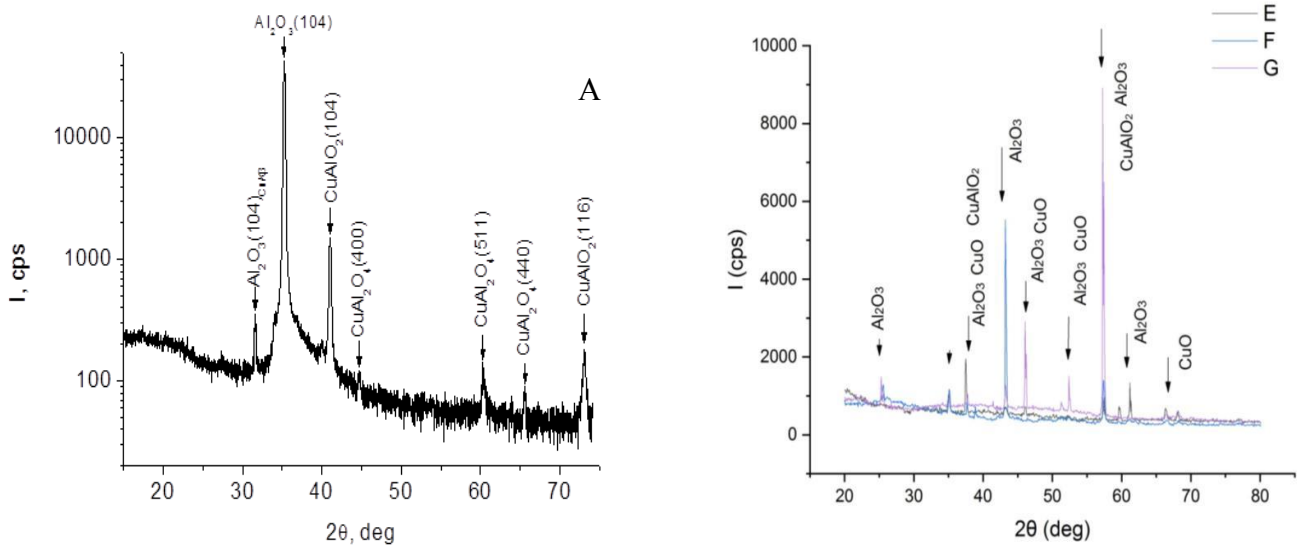 Al₂O₃(104)
A
Al₂O₃(104)
CuAlO₂(104)
CuAl₂O₄(400)
CuAl₂O₄(511)
CuAl₂O₄(440)
CuAlO₂(116)
10000
1000
100
I, cps
20 30 40 50 60 70
2θ, deg
E
F
G
10000
8000
6000
4000
2000
0
I (cps)
Al₂O₃
Al₂O₃ CuO CuAlO₂
Al₂O₃
Al₂O₃ CuO
Al₂O₃ CuO
CuAlO₂ Al₂O₃
Al₂O₃
CuO
20 30 40 50 60 70 80
2θ (deg)